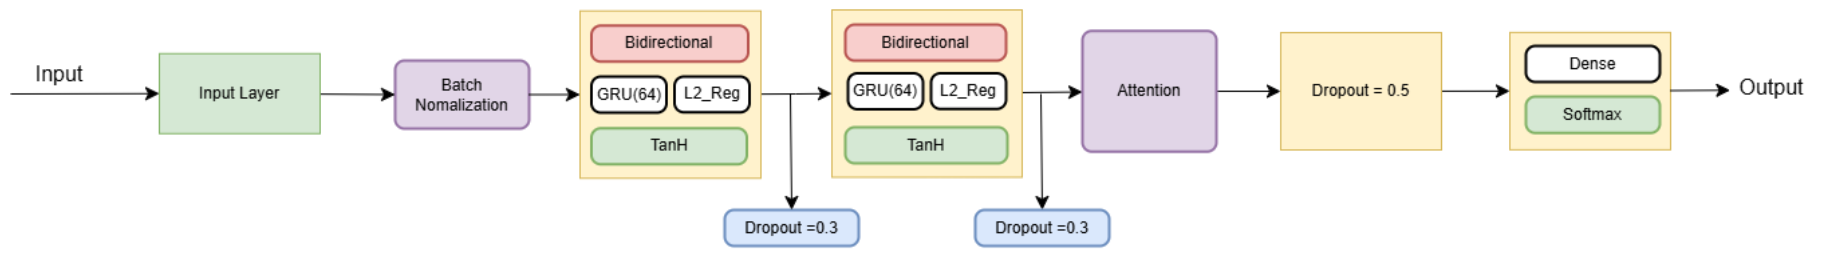 Input
Input Layer
Batch
Nomalization
Bidirectional
GRU(64)
L2_Reg
TanH
Dropout =0.3
Bidirectional
GRU(64)
L2_Reg
TanH
Dropout =0.3
Attention
Dropout = 0.5
Dense
Softmax
Output